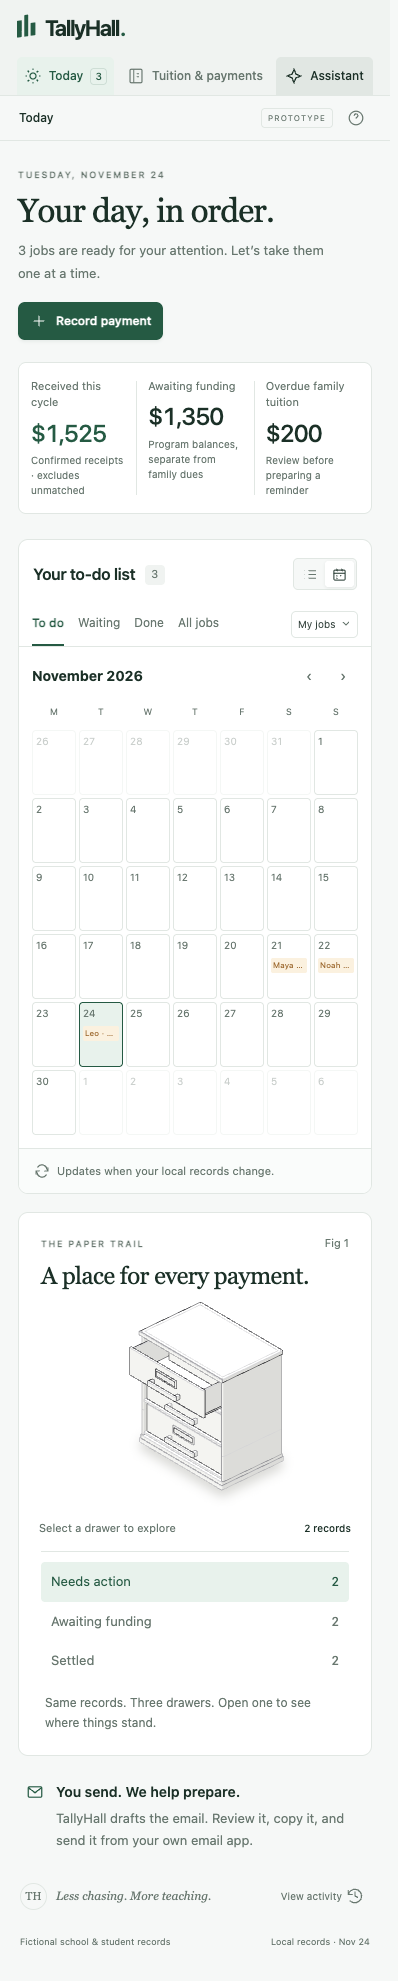 TallyHall.
Today 3 Tuition & payments Assistant
Today PROTOTYPE ?
TUESDAY, NOVEMBER 24
Your day, in order.
3 jobs are ready for your attention. Let's take them
one at a time.
+ Record payment
Received this
cycle
$1,525
Confirmed receipts
· excludes
unmatched
Awaiting funding
$1,350
Program balances,
separate from
family dues
Overdue family
tuition
$200
Review before
preparing a
reminder
Your to-do list 3
To do Waiting Done All jobs My jobs
November 2026 ‹ ›
M T W T F S S
26 27 28 29 30 31 1
2 3 4 5 6 7 8
9 10 11 12 13 14 15
16 17 18 19 20 21 22
Maya ... Noah ...
23 24 25 26 27 28 29
Leo · ...
30 1 2 3 4 5 6
Updates when your local records change.
THE PAPER TRAIL Fig 1
A place for every payment.
Select a drawer to explore 2 records
Needs action 2
Awaiting funding 2
Settled 2
Same records. Three drawers. Open one to see
where things stand.
You send. We help prepare.
TallyHall drafts the email. Review it, copy it, and
send it from your own email app.
TH Less chasing. More teaching. View activity
Fictional school & student records Local records · Nov 24